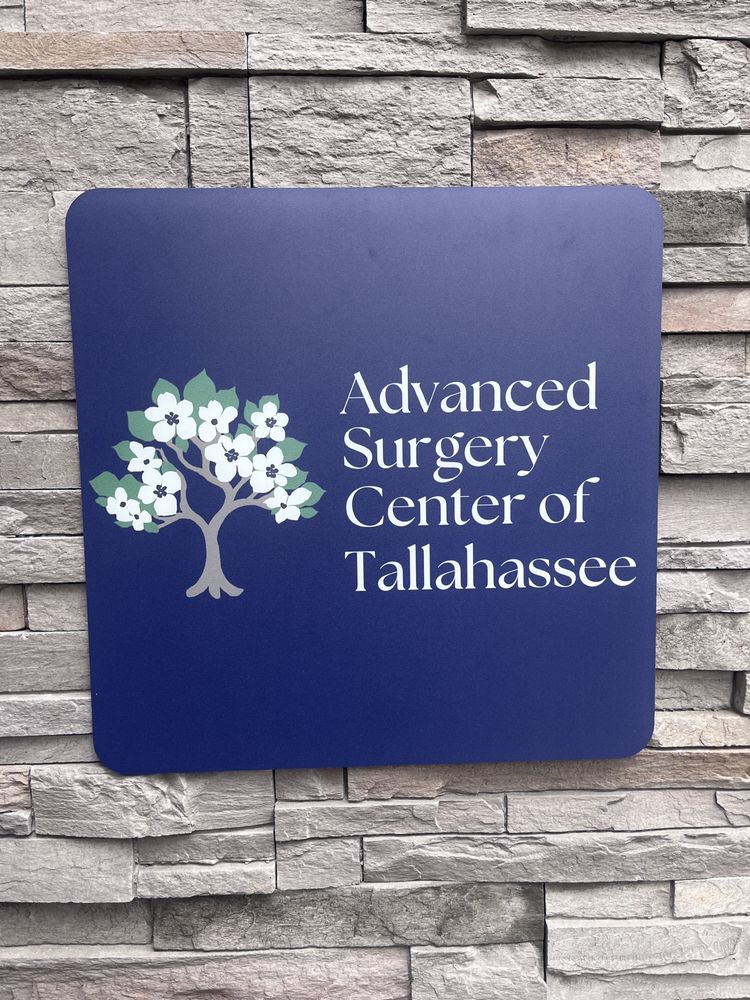 Advanced
Surgery
Center of
Tallahassee